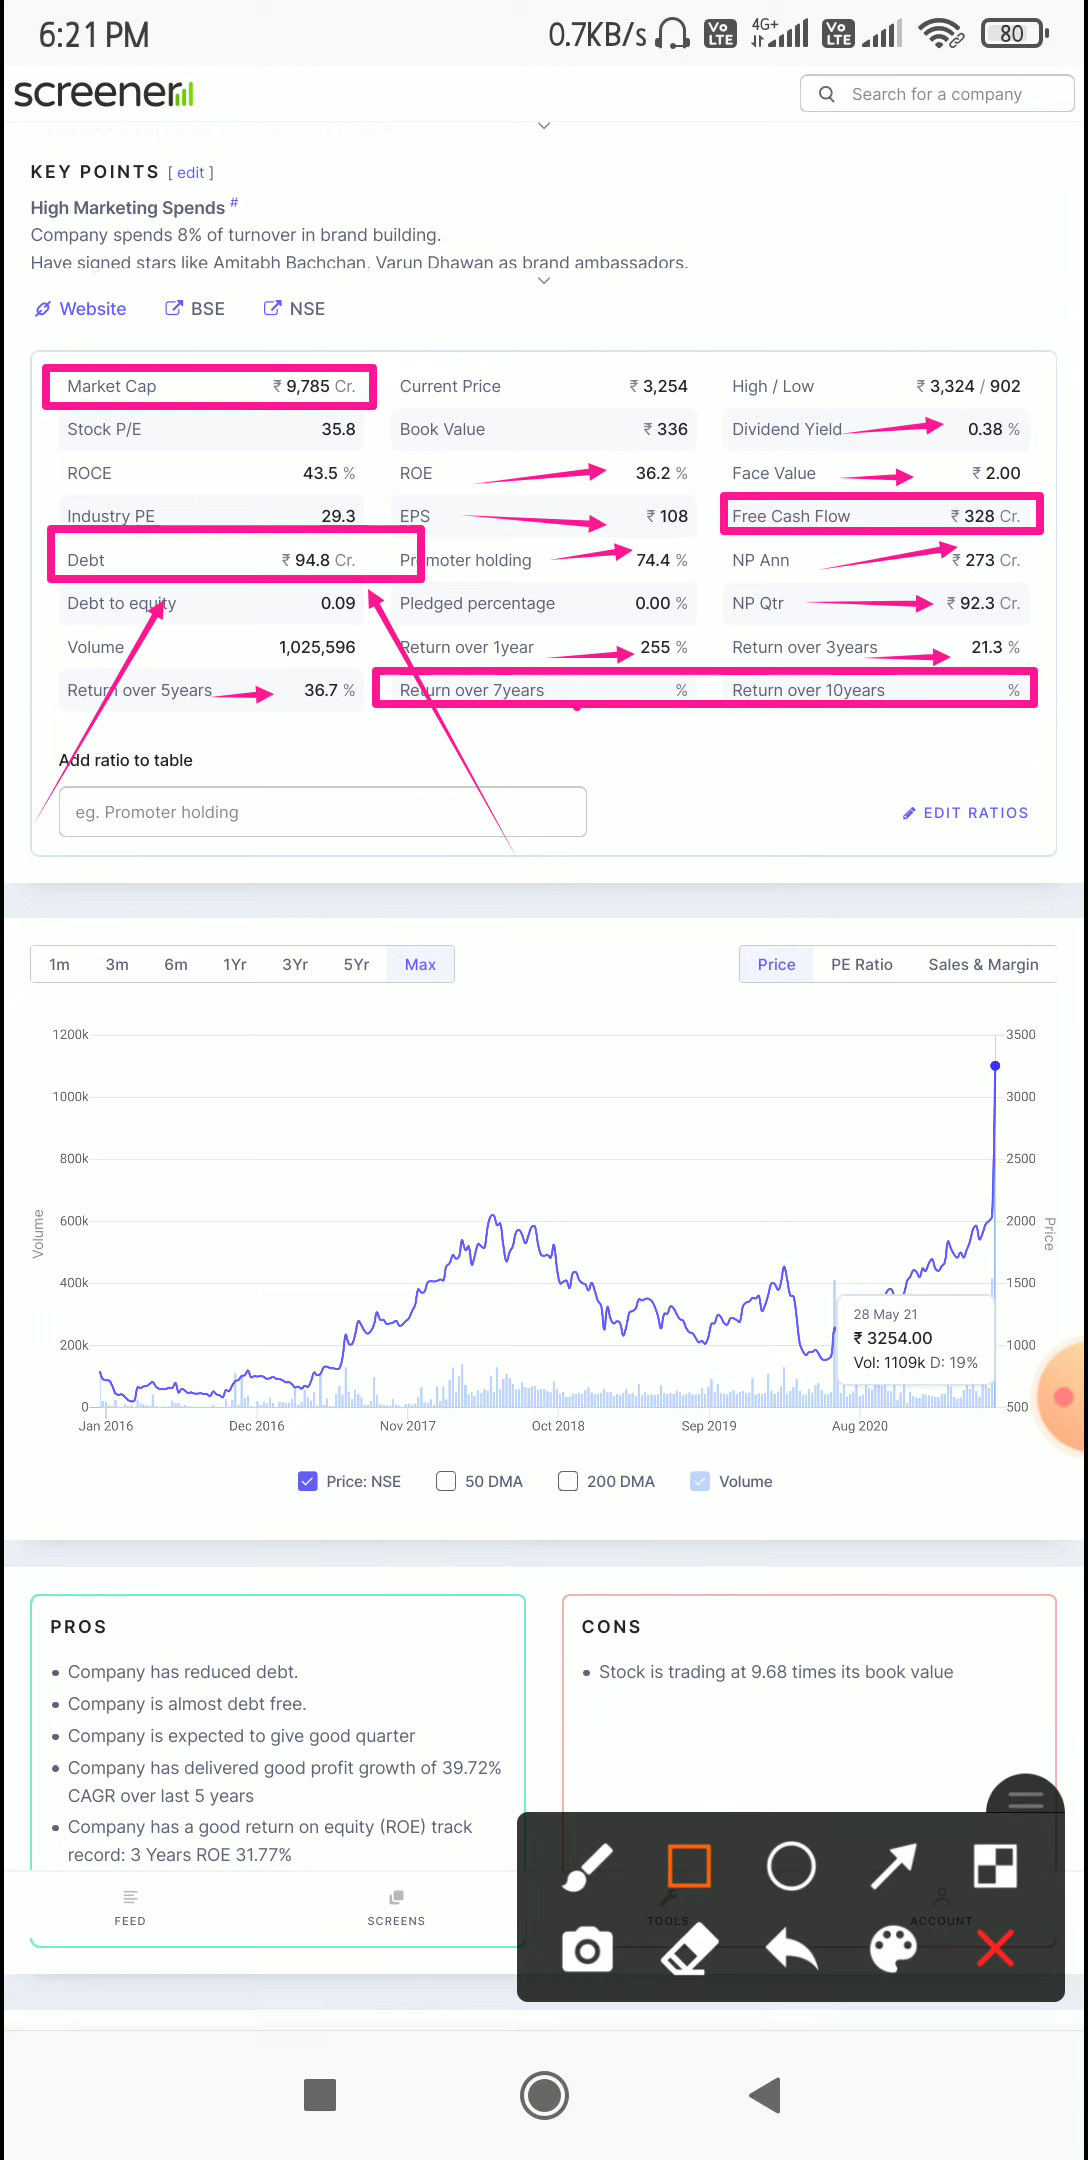 6:21 PM 0.7KB/s Vo LTE 4G+ Vo LTE 80
screener
Search for a company
KEY POINTS [ edit ]
High Marketing Spends #
Company spends 8% of turnover in brand building.
Have signed stars like Amitabh Bachchan, Varun Dhawan as brand ambassadors.
Website BSE NSE
Market Cap ₹ 9,785 Cr. Current Price ₹ 3,254 High / Low ₹ 3,324 / 902
Stock P/E 35.8 Book Value ₹ 336 Dividend Yield 0.38 %
ROCE 43.5 % ROE 36.2 % Face Value ₹ 2.00
Industry PE 29.3 EPS ₹ 108 Free Cash Flow ₹ 328 Cr.
Debt ₹ 94.8 Cr. Promoter holding 74.4 % NP Ann ₹ 273 Cr.
Debt to equity 0.09 Pledged percentage 0.00 % NP Qtr ₹ 92.3 Cr.
Volume 1,025,596 Return over 1year 255 % Return over 3years 21.3 %
Return over 5years 36.7 % Return over 7years % Return over 10years %
Add ratio to table
eg. Promoter holding EDIT RATIOS
1m 3m 6m 1Yr 3Yr 5Yr Max Price PE Ratio Sales & Margin
1200k 3500
1000k 3000
800k 2500
600k 2000
Volume Price
400k 1500
28 May 21
₹ 3254.00
200k 1000
Vol: 1109k D: 19%
0 500
Jan 2016 Dec 2016 Nov 2017 Oct 2018 Sep 2019 Aug 2020
Price: NSE 50 DMA 200 DMA Volume
PROS
Company has reduced debt.
Company is almost debt free.
Company is expected to give good quarter
Company has delivered good profit growth of 39.72%
CAGR over last 5 years
Company has a good return on equity (ROE) track
record: 3 Years ROE 31.77%
CONS
Stock is trading at 9.68 times its book value
FEED SCREENS TOOLS ACCOUNT